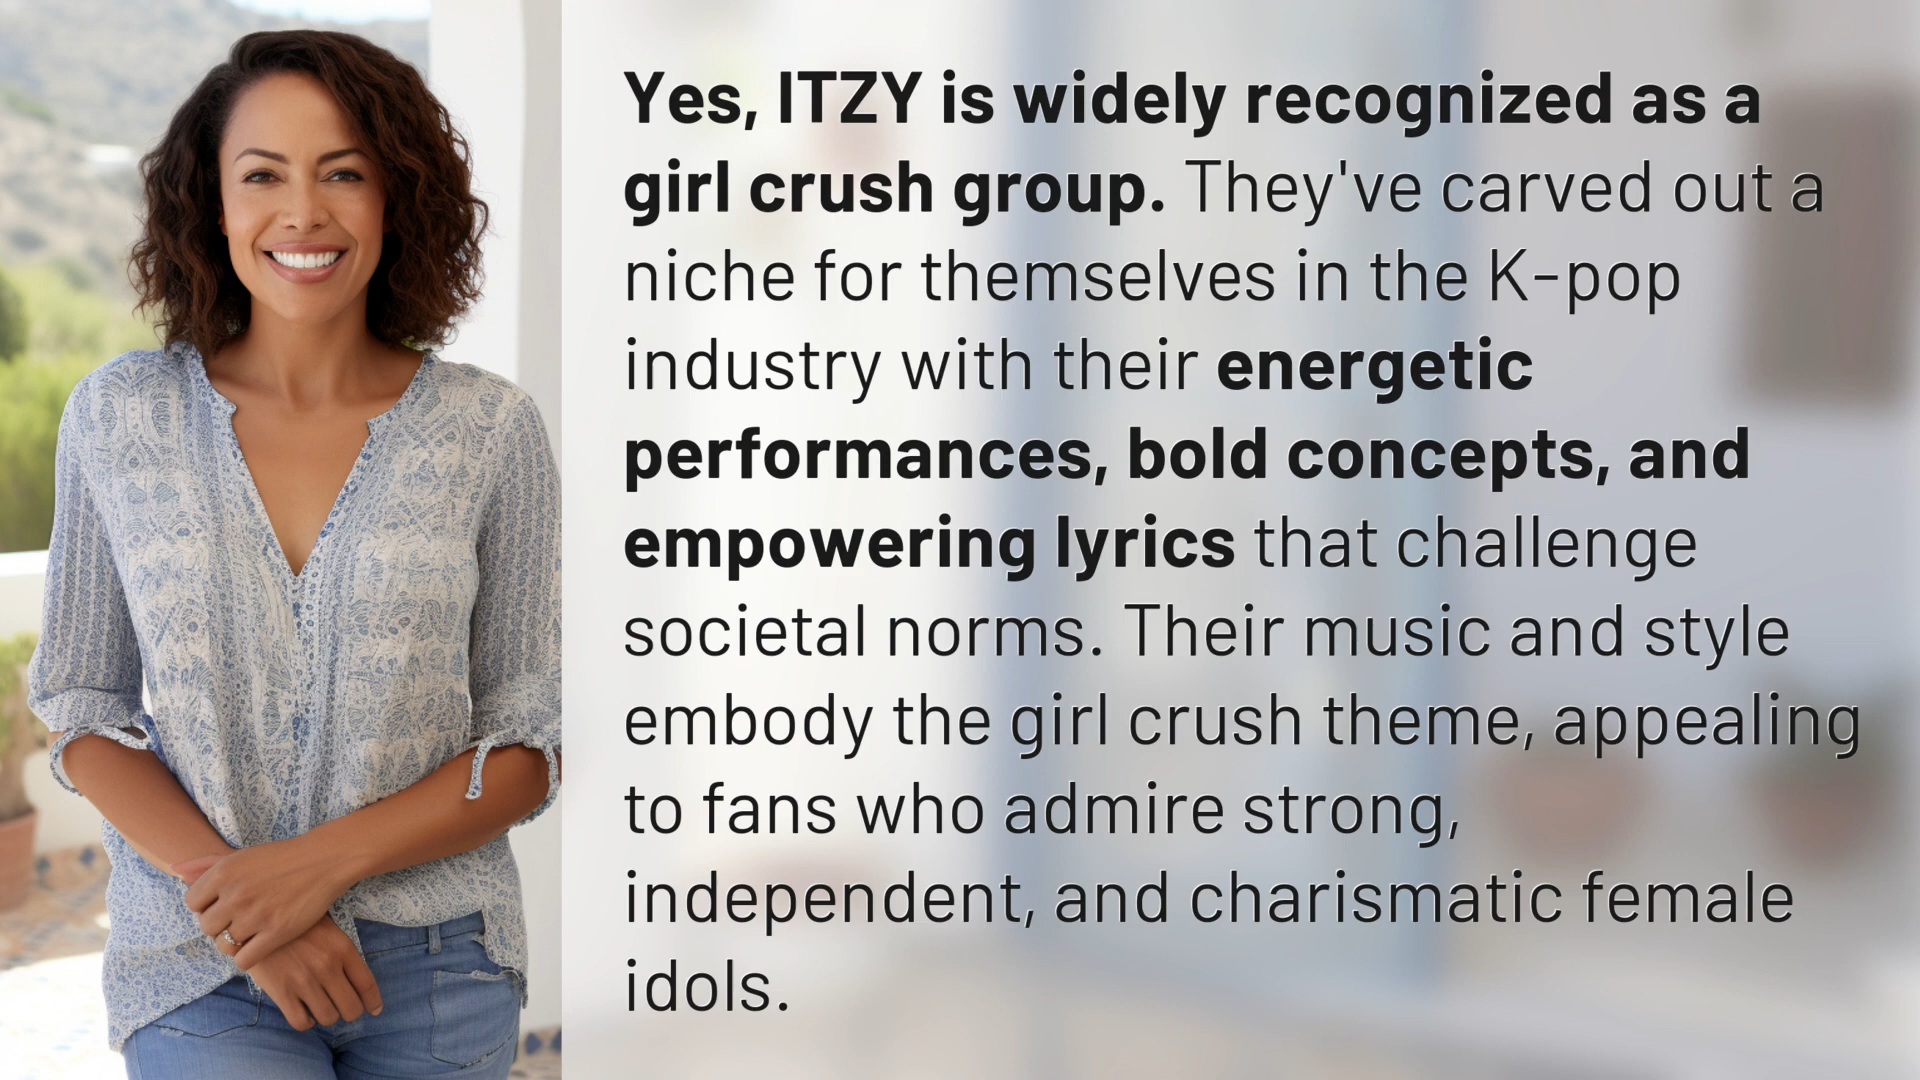 Yes, ITZY is widely recognized as a
girl crush group. They've carved out a
niche for themselves in the K-pop
industry with their energetic
performances, bold concepts, and
empowering lyrics that challenge
societal norms. Their music and style
embody the girl crush theme, appealing
to fans who admire strong,
independent, and charismatic female
idols.